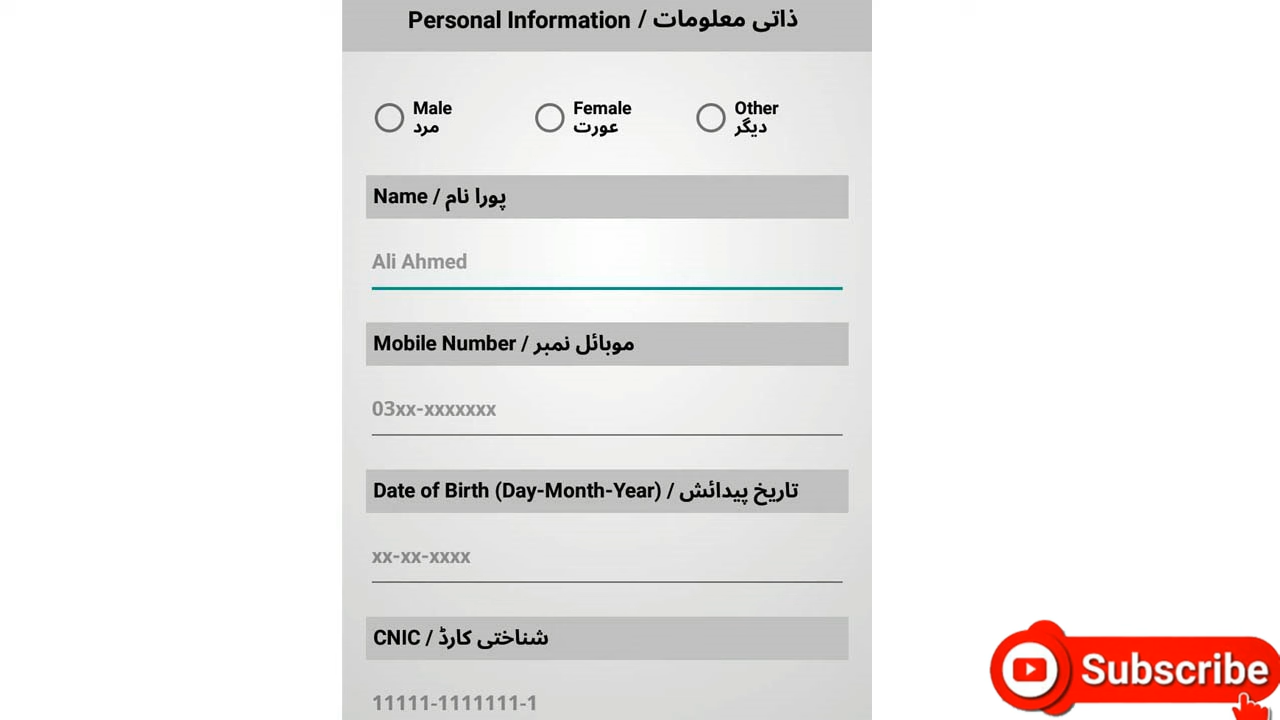 Personal Information / ذاتی معلومات
Male
مرد
Female
عورت
Other
دیگر
Name / پورا نام
Ali Ahmed
Mobile Number / موبائل نمبر
03xx-xxxxxxx
Date of Birth (Day-Month-Year) / تاریخ پیدائش
xx-xx-xxxx
CNIC / شناختی کارڈ
11111-1111111-1
Subscribe